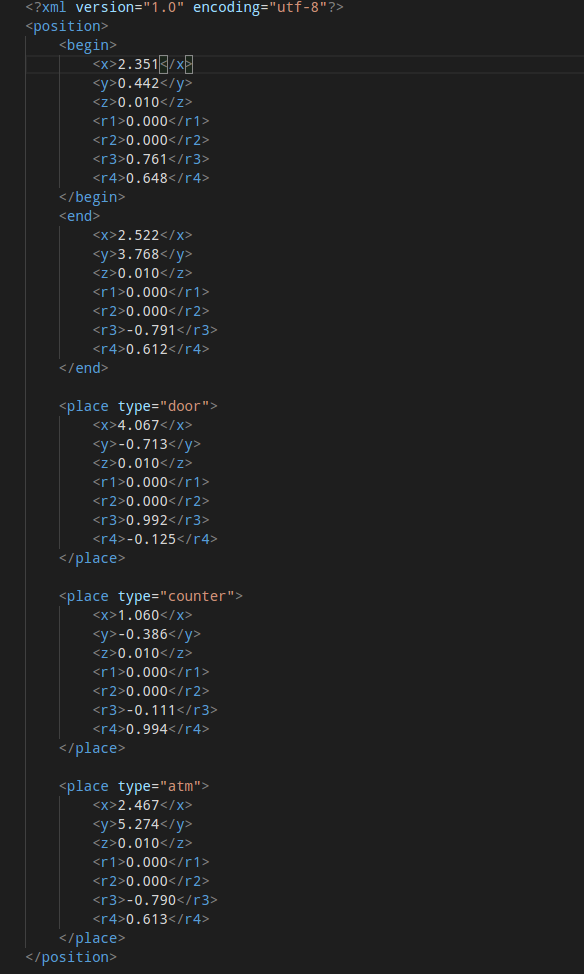 <?xml version="1.0" encoding="utf-8"?>
<position>
    <begin>
        <x>2.351</x>
        <y>0.442</y>
        <z>0.010</z>
        <r1>0.000</r1>
        <r2>0.000</r2>
        <r3>0.761</r3>
        <r4>0.648</r4>
    </begin>
    <end>
        <x>2.522</x>
        <y>3.768</y>
        <z>0.010</z>
        <r1>0.000</r1>
        <r2>0.000</r2>
        <r3>-0.791</r3>
        <r4>0.612</r4>
    </end>

    <place type="door">
        <x>4.067</x>
        <y>-0.713</y>
        <z>0.010</z>
        <r1>0.000</r1>
        <r2>0.000</r2>
        <r3>0.992</r3>
        <r4>-0.125</r4>
    </place>

    <place type="counter">
        <x>1.060</x>
        <y>-0.386</y>
        <z>0.010</z>
        <r1>0.000</r1>
        <r2>0.000</r2>
        <r3>-0.111</r3>
        <r4>0.994</r4>
    </place>

    <place type="atm">
        <x>2.467</x>
        <y>5.274</y>
        <z>0.010</z>
        <r1>0.000</r1>
        <r2>0.000</r2>
        <r3>-0.790</r3>
        <r4>0.613</r4>
    </place>
</position>